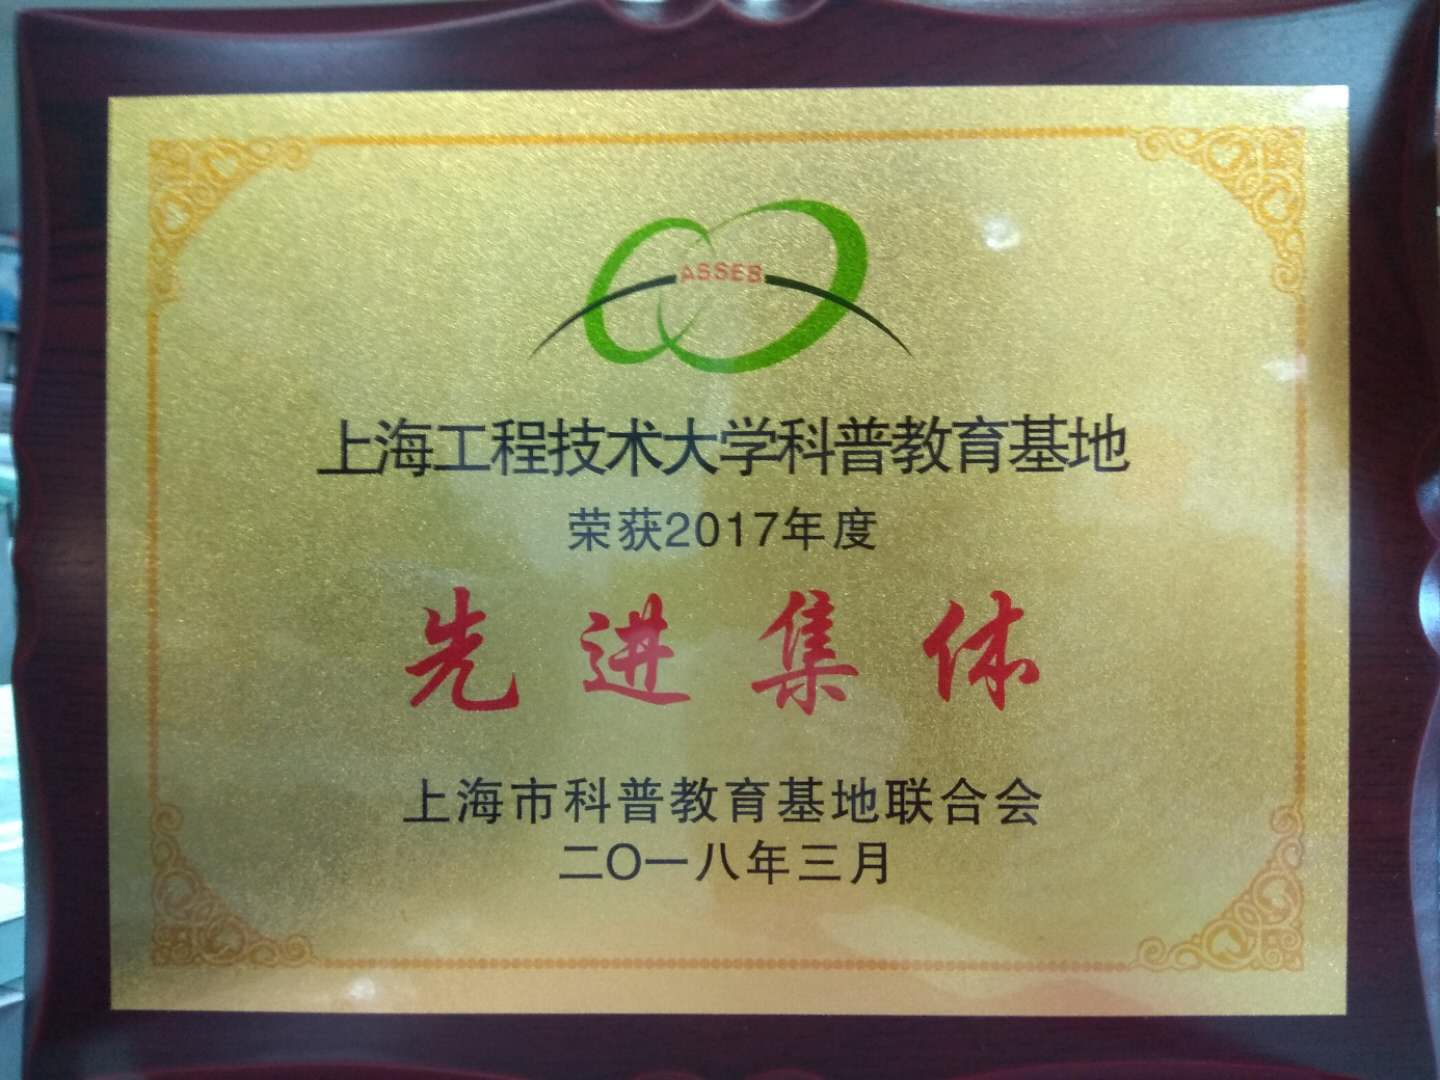 ASSEB
上海工程技术大学科普教育基地
荣获2017年度
先进集体
上海市科普教育基地联合会
二〇一八年三月